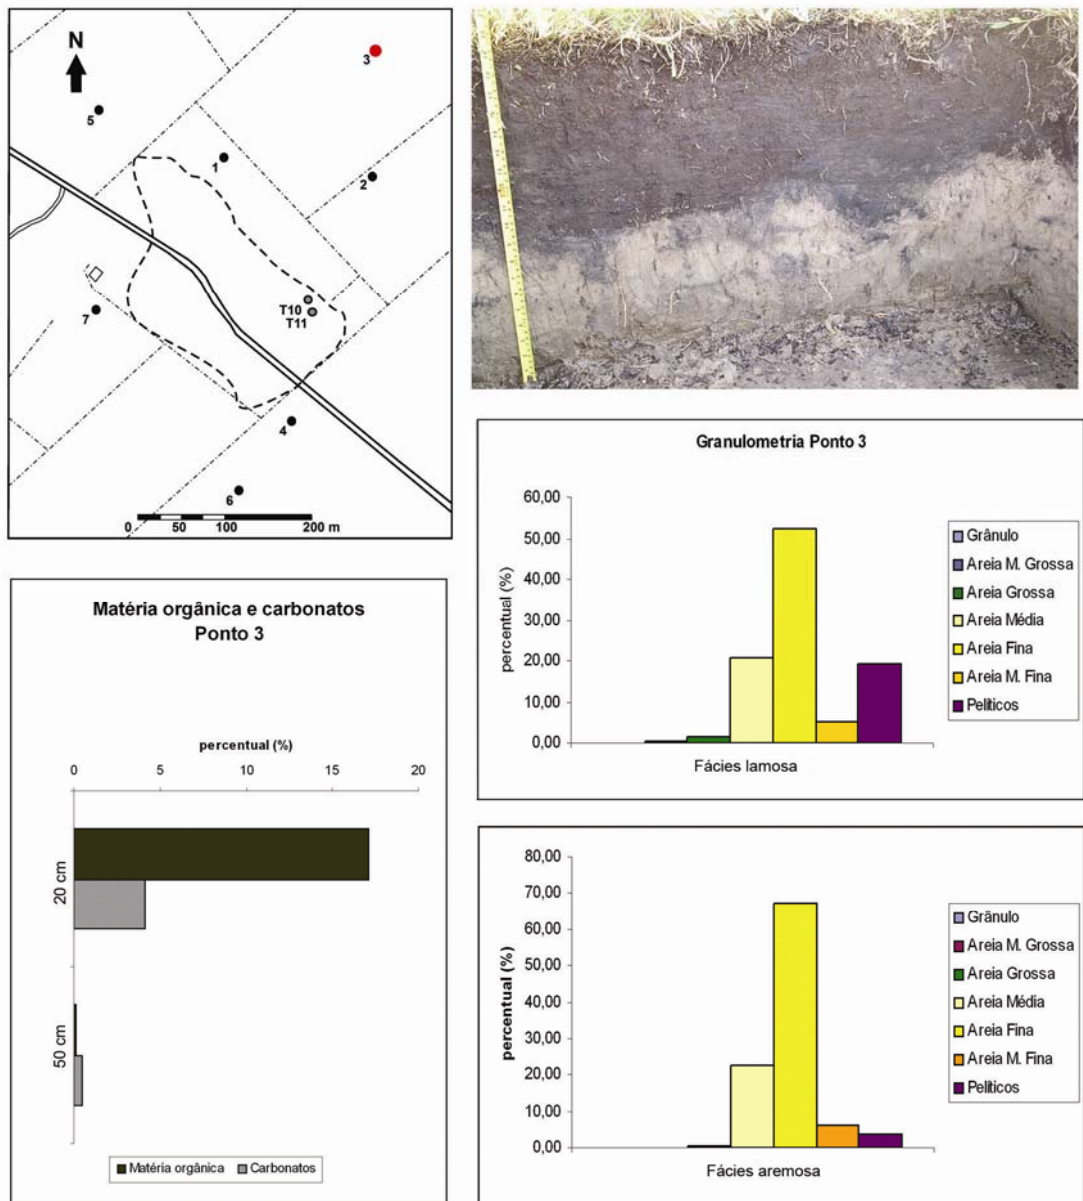 N
3
5
1
2
T10
T11
7
4
6
0 50 100 200 m
Matéria orgânica e carbonatos
Ponto 3
percentual (%)
0 5 10 15 20
20 cm
50 cm
Matéria orgânica Carbonatos
Granulometria Ponto 3
percentual (%)
60,00
50,00
40,00
30,00
20,00
10,00
0,00
Fácies lamosa
Grânulo
Areia M. Grossa
Areia Grossa
Areia Média
Areia Fina
Areia M. Fina
Pelíticos
percentual (%)
80,00
70,00
60,00
50,00
40,00
30,00
20,00
10,00
0,00
Fácies aremosa
Grânulo
Areia M. Grossa
Areia Grossa
Areia Média
Areia Fina
Areia M. Fina
Pelíticos